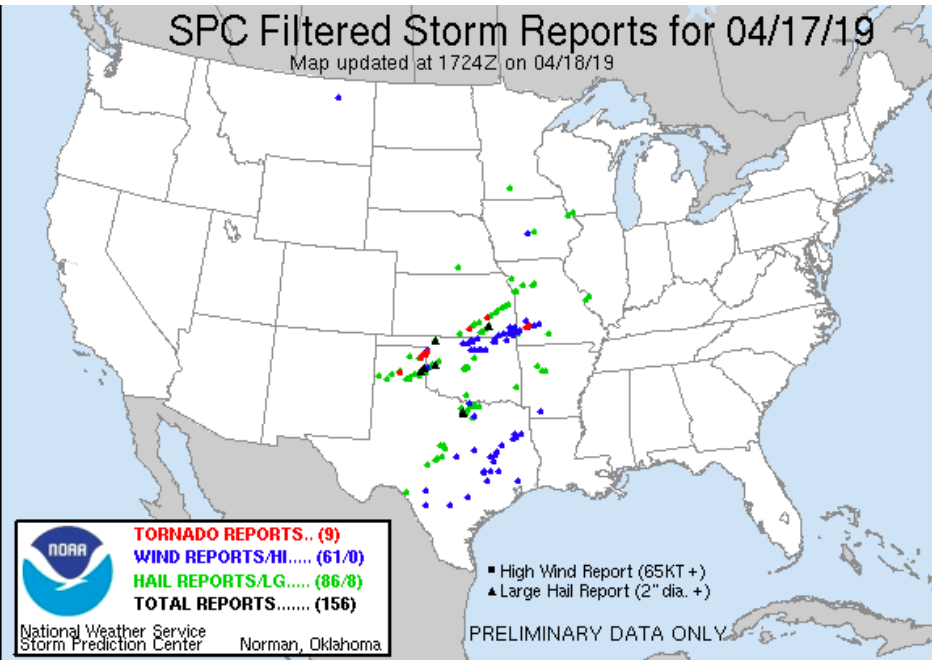 SPC Filtered Storm Reports for 04/17/19
Map updated at 1724Z on 04/18/19
NOAA
TORNADO REPORTS.. (9)
WIND REPORTS/HI..... (61/0)
HAIL REPORTS/LG..... (86/8)
TOTAL REPORTS....... (156)
National Weather Service
Storm Prediction Center Norman, Oklahoma
High Wind Report (65KT +)
Large Hail Report (2" dia. +)
PRELIMINARY DATA ONLY